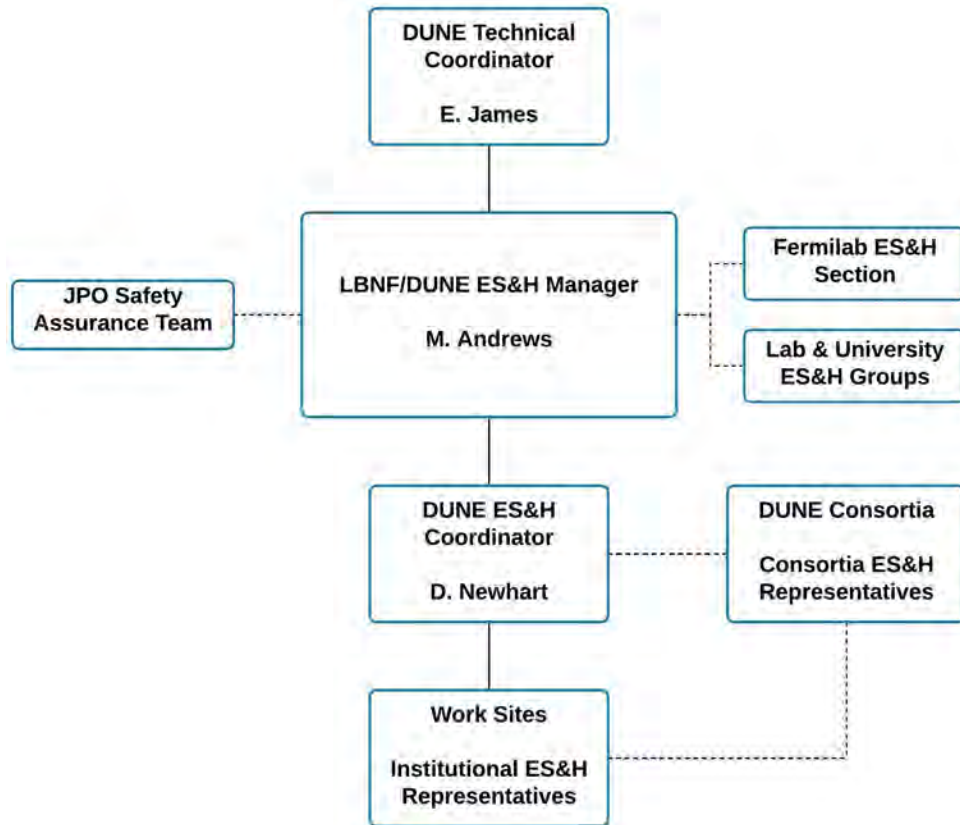 DUNE Technical
Coordinator
E. James
LBNF/DUNE ES&H Manager
M. Andrews
JPO Safety
Assurance Team
Fermilab ES&H
Section
Lab & University
ES&H Groups
DUNE ES&H
Coordinator
D. Newhart
DUNE Consortia
Consortia ES&H
Representatives
Work Sites
Institutional ES&H
Representatives